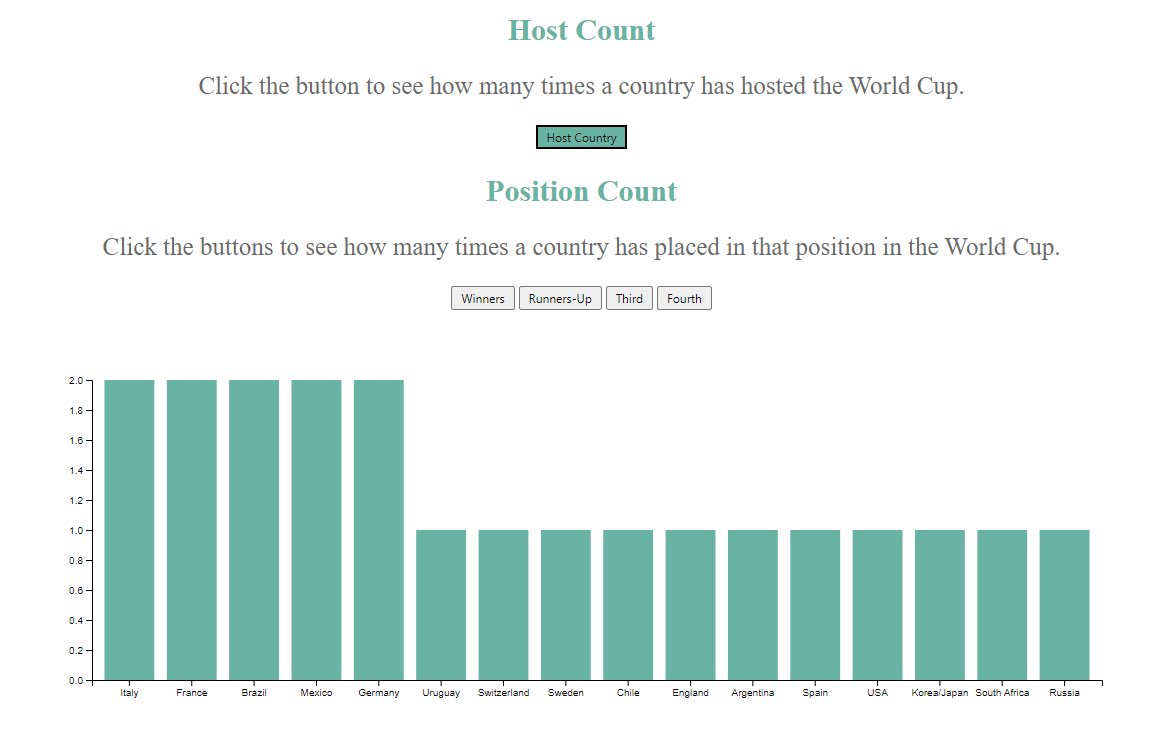 Host Count
Click the button to see how many times a country has hosted the World Cup.
Host Country
Position Count
Click the buttons to see how many times a country has placed in that position in the World Cup.
Winners Runners-Up Third Fourth
2.0
1.8
1.6
1.4
1.2
1.0
0.8
0.6
0.4
0.2
0.0
Italy France Brazil Mexico Germany Uruguay Switzerland Sweden Chile England Argentina Spain USA Korea/Japan South Africa Russia